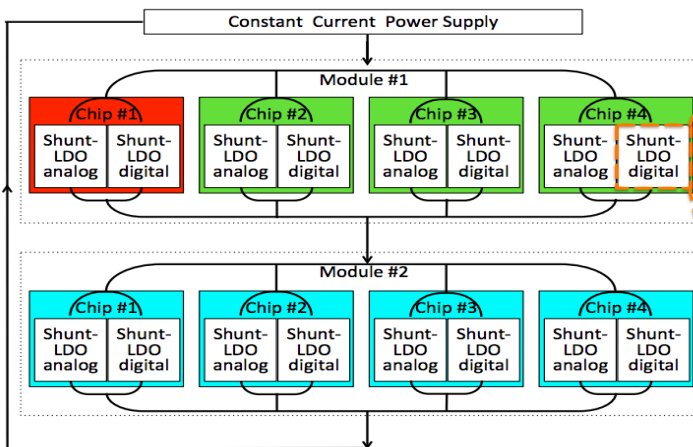 Constant Current Power Supply
Module #1
Chip #1
Chip #2
Chip #3
Chip #4
Shunt-
LDO
analog
Shunt-
LDO
digital
Shunt-
LDO
analog
Shunt-
LDO
digital
Shunt-
LDO
analog
Shunt-
LDO
digital
Shunt-
LDO
analog
Shunt-
LDO
digital
Module #2
Chip #1
Chip #2
Chip #3
Chip #4
Shunt-
LDO
analog
Shunt-
LDO
digital
Shunt-
LDO
analog
Shunt-
LDO
digital
Shunt-
LDO
analog
Shunt-
LDO
digital
Shunt-
LDO
analog
Shunt-
LDO
digital